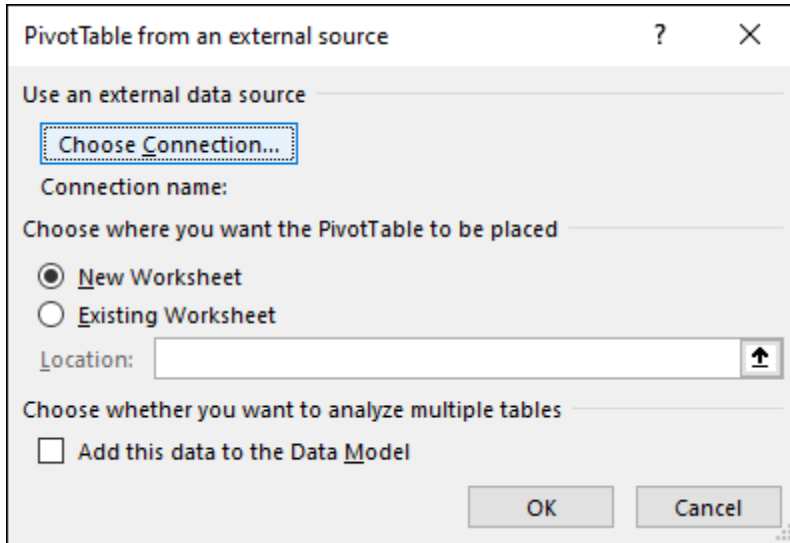 PivotTable from an external source ?
Use an external data source
Choose Connection...
Connection name:
Choose where you want the PivotTable to be placed
New Worksheet
Existing Worksheet
Location:
Choose whether you want to analyze multiple tables
Add this data to the Data Model
OK Cancel